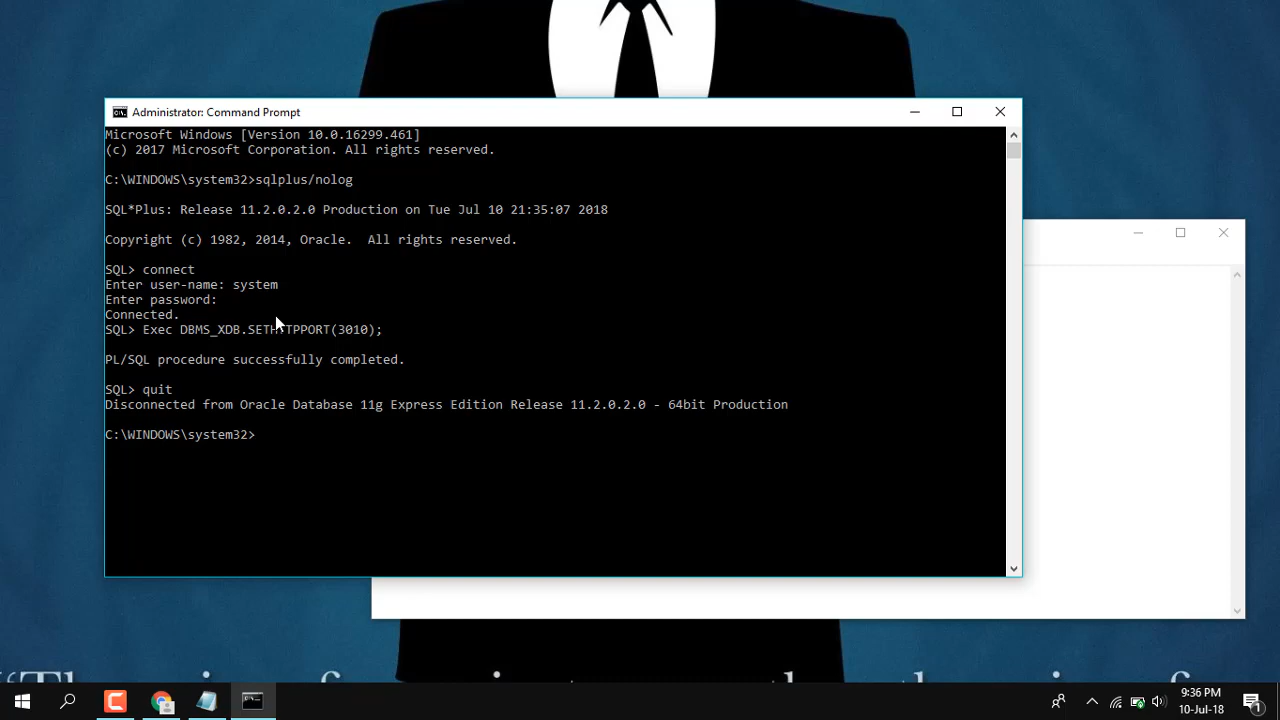 Administrator: Command Prompt
Microsoft Windows [Version 10.0.16299.461]
(c) 2017 Microsoft Corporation. All rights reserved.
C:\WINDOWS\system32>sqlplus/nolog
SQL*Plus: Release 11.2.0.2.0 Production on Tue Jul 10 21:35:07 2018
Copyright (c) 1982, 2014, Oracle.  All rights reserved.
SQL> connect
Enter user-name: system
Enter password:
Connected.
SQL> Exec DBMS_XDB.SETHTTPPORT(3010);
PL/SQL procedure successfully completed.
SQL> quit
Disconnected from Oracle Database 11g Express Edition Release 11.2.0.2.0 - 64bit Production
C:\WINDOWS\system32>
9:36 PM
10-Jul-18
1